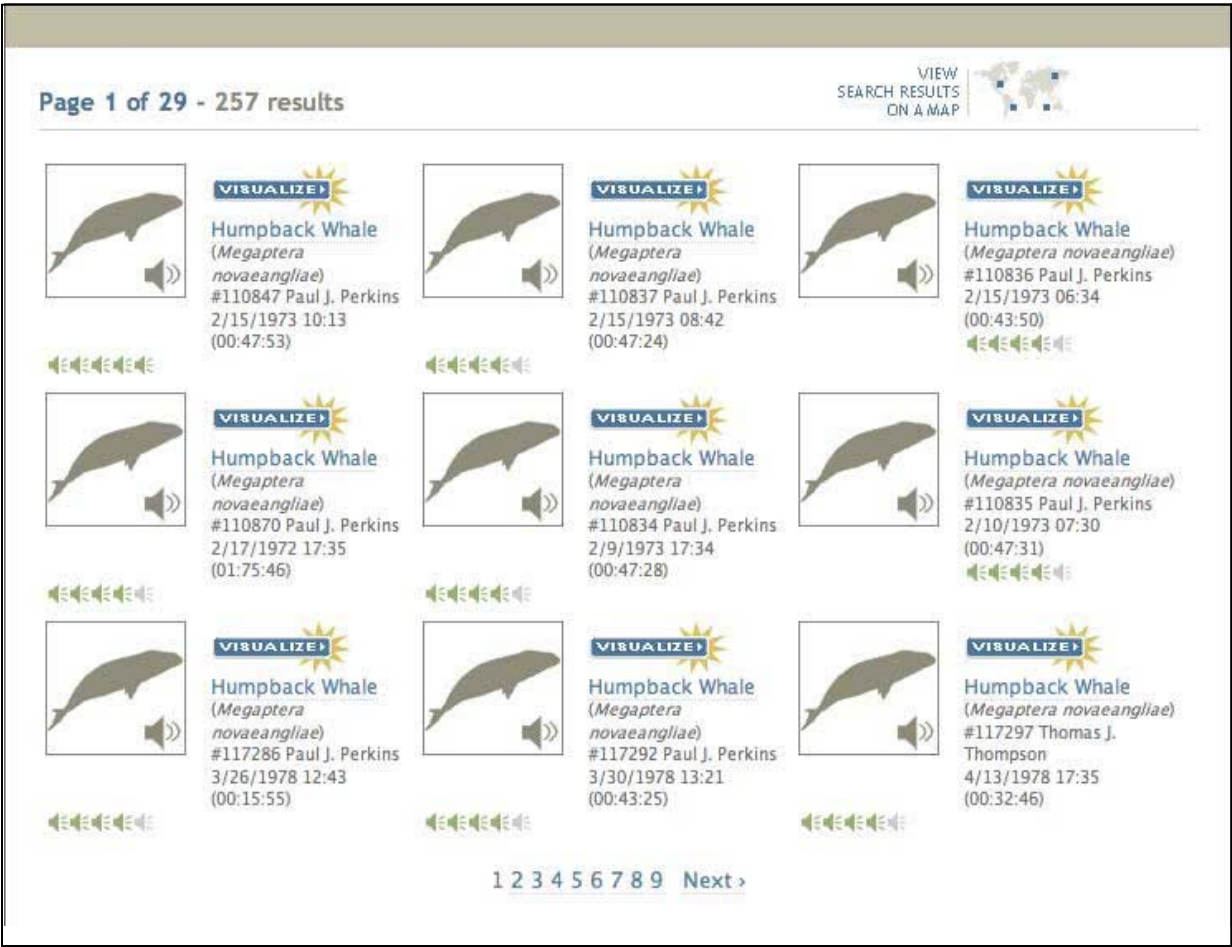 Page 1 of 29 - 257 results
VIEW
SEARCH RESULTS
ON A MAP
VISUALIZE
Humpback Whale
(Megaptera
novaeangliae)
#110847 Paul J. Perkins
2/15/1973 10:13
(00:47:53)
VISUALIZE
Humpback Whale
(Megaptera
novaeangliae)
#110837 Paul J. Perkins
2/15/1973 08:42
(00:47:24)
VISUALIZE
Humpback Whale
(Megaptera novaeangliae)
#110836 Paul J. Perkins
2/15/1973 06:34
(00:43:50)
VISUALIZE
Humpback Whale
(Megaptera
novaeangliae)
#110870 Paul J. Perkins
2/17/1972 17:35
(01:75:46)
VISUALIZE
Humpback Whale
(Megaptera
novaeangliae)
#110834 Paul J. Perkins
2/9/1973 17:34
(00:47:28)
VISUALIZE
Humpback Whale
(Megaptera novaeangliae)
#110835 Paul J. Perkins
2/10/1973 07:30
(00:47:31)
VISUALIZE
Humpback Whale
(Megaptera
novaeangliae)
#117286 Paul J. Perkins
3/26/1978 12:43
(00:15:55)
VISUALIZE
Humpback Whale
(Megaptera
novaeangliae)
#117292 Paul J. Perkins
3/30/1978 13:21
(00:43:25)
VISUALIZE
Humpback Whale
(Megaptera novaeangliae)
#117297 Thomas J.
Thompson
4/13/1978 17:35
(00:32:46)
1 2 3 4 5 6 7 8 9 Next ›